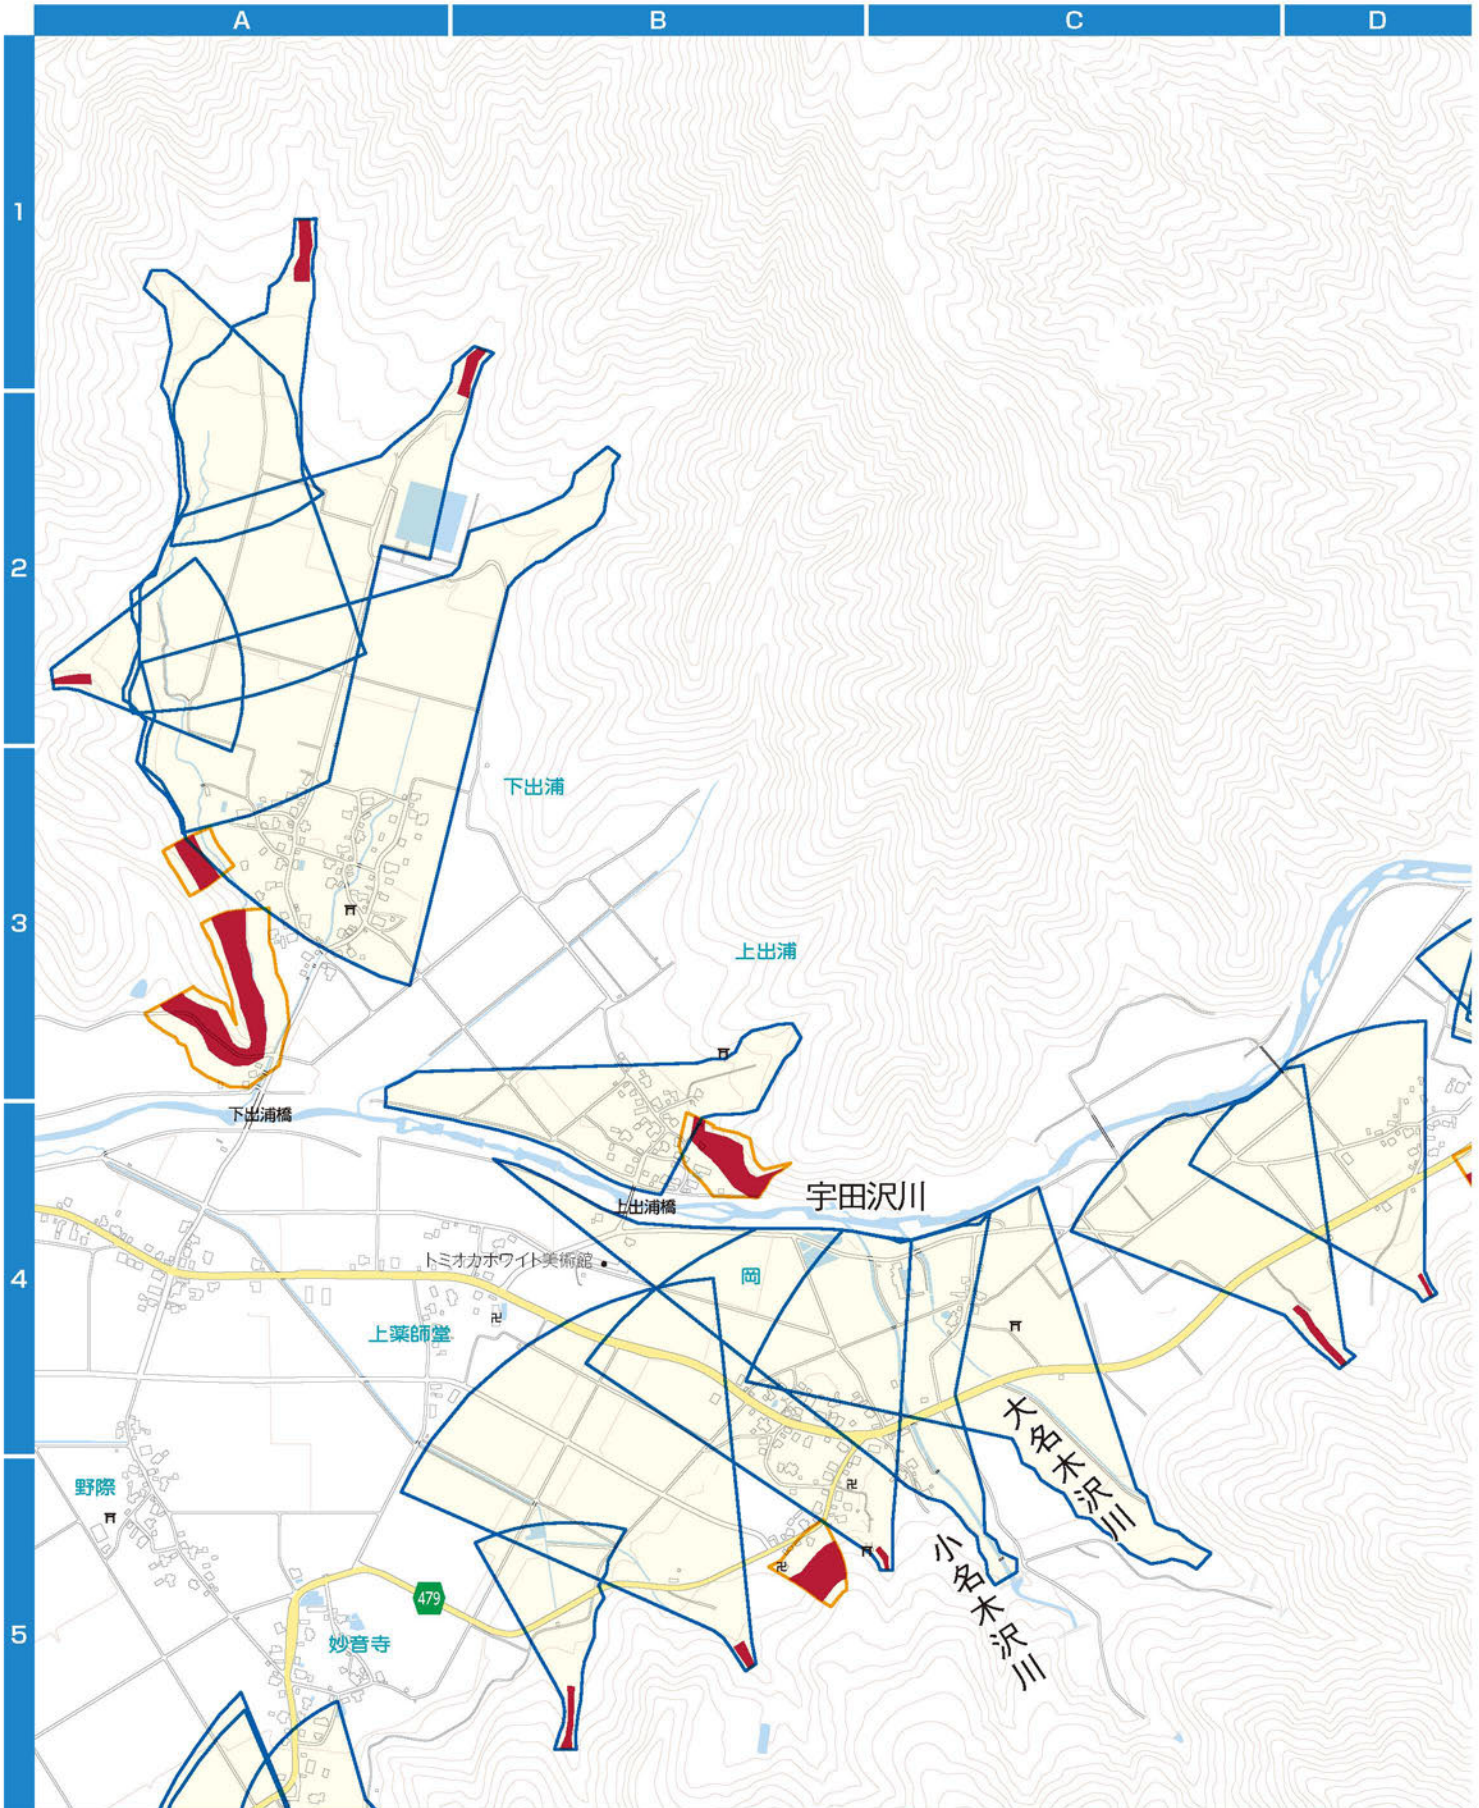 A
B
C
D
1
2
3
4
5
下出浦
上出浦
下出浦橋
上出浦橋
宇田沢川
トミオカホワイト美術館
岡
上薬師堂
大名木沢川
野際
小名木沢川
479
妙音寺